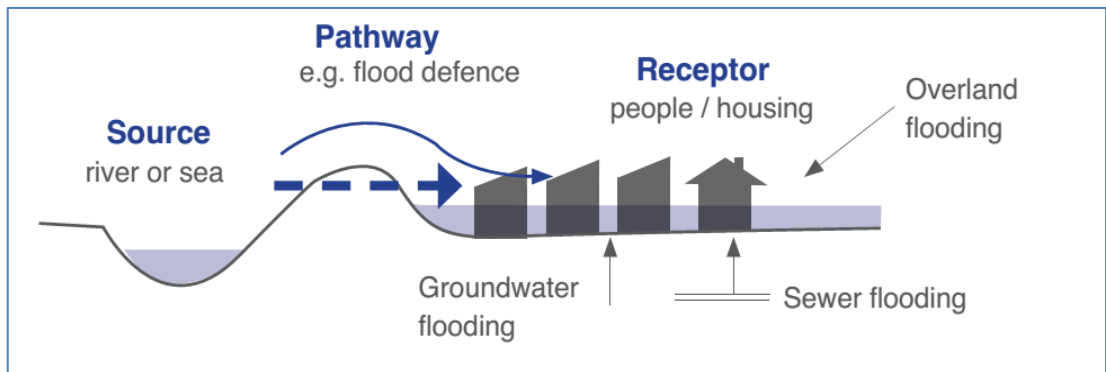 Pathway
e.g. flood defence
Receptor
people / housing
Overland
flooding
Source
river or sea
Groundwater
flooding
Sewer flooding